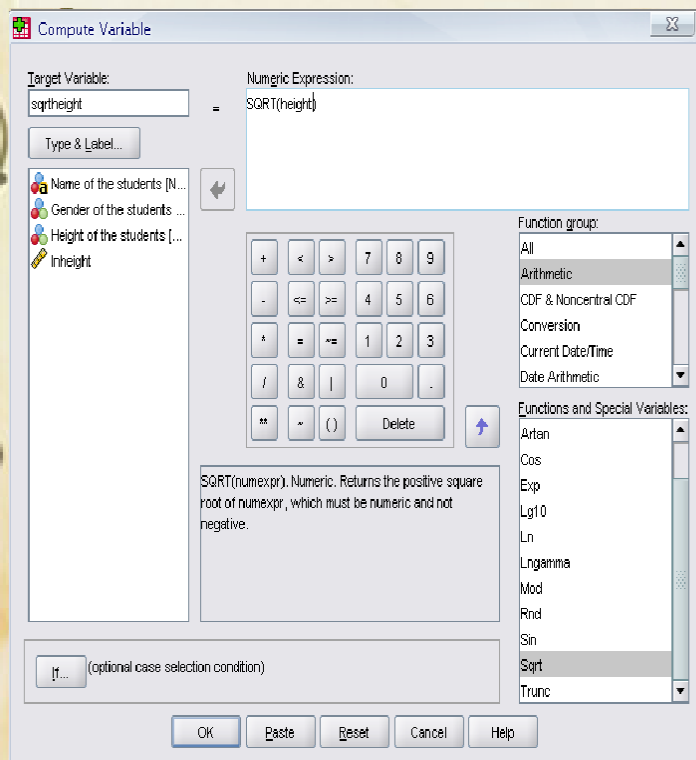 Compute Variable
Target Variable:
sqrtheight
=
Numeric Expression:
SQRT(height)
Type & Label...
Name of the students [N...
Gender of the students ...
Height of the students [...
lnheight
+ < > 7 8 9
- <= >= 4 5 6
* = ~= 1 2 3
/ & | 0 .
** ~ ( ) Delete
Function group:
All
Arithmetic
CDF & Noncentral CDF
Conversion
Current Date/Time
Date Arithmetic
Functions and Special Variables:
Artan
Cos
Exp
Lg10
Ln
Lngamma
Mod
Rnd
Sin
Sqrt
Trunc
SQRT(numexpr). Numeric. Returns the positive square
root of numexpr, which must be numeric and not
negative.
If... (optional case selection condition)
OK Paste Reset Cancel Help